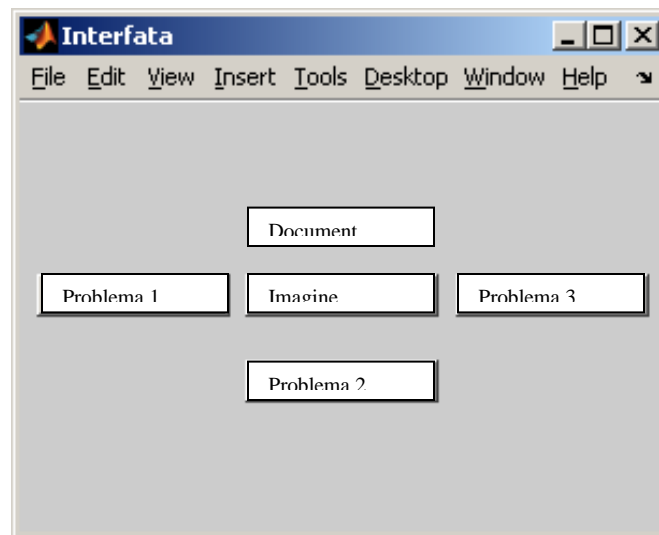 Interfata
File Edit View Insert Tools Desktop Window Help
Document
Problema 1 Imagine Problema 3
Problema 2